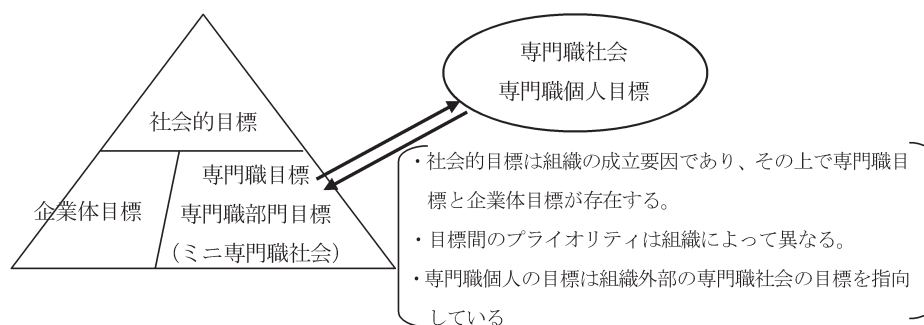 専門職社会
専門職個人目標
社会的目標
専門職目標
企業体目標
専門職部門目標
（ミニ専門職社会）
・社会的目標は組織の成立要因であり、その上で専門職目
標と企業体目標が存在する。
・目標間のプライオリティは組織によって異なる。
・専門職個人の目標は組織外部の専門職社会の目標を指向
している